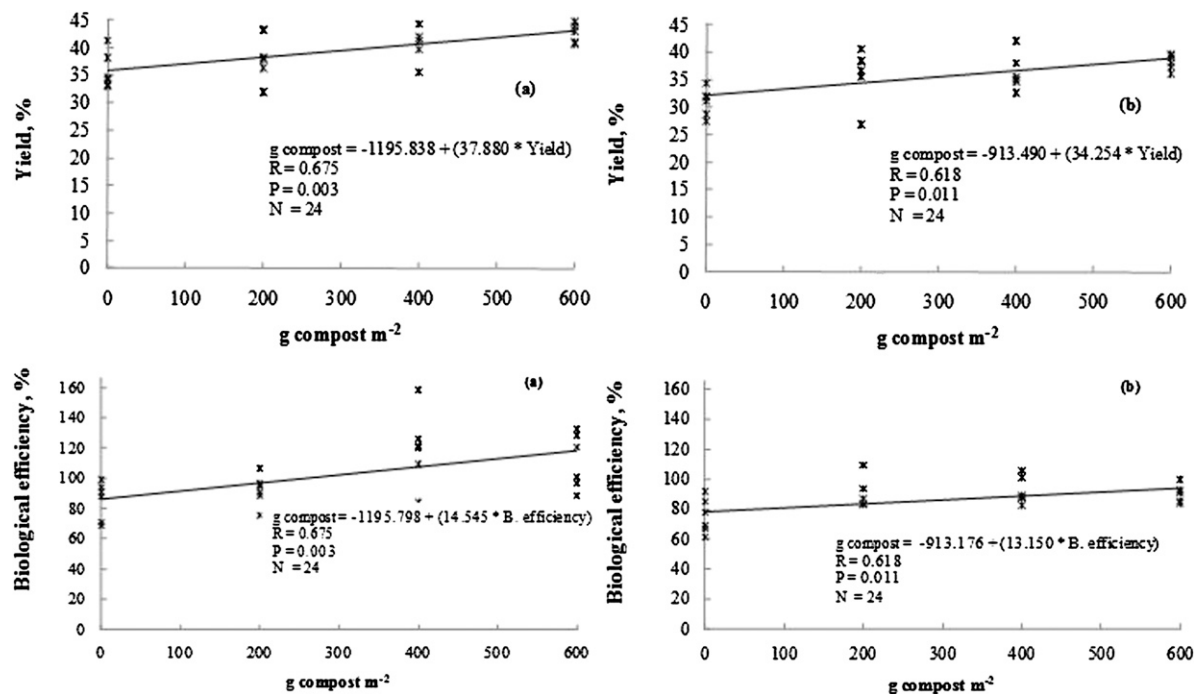 45
40
35
30
25
20
15
10
5
0
Yield, %
(a)
g compost = -1195.838 + (37.880 * Yield)
R = 0.675
P = 0.003
N = 24
0 100 200 300 400 500 600
g compost m-2
45
40
35
30
25
20
15
10
5
0
Yield, %
(b)
g compost = -913.490 + (34.254 * Yield)
R = 0.618
P = 0.011
N = 24
0 100 200 300 400 500 600
g compost m-2
160
140
120
100
80
60
40
20
0
Biological efficiency, %
(a)
g compost = -1195.798 + (14.545 * B. efficiency)
R = 0.675
P = 0.003
N = 24
0 100 200 300 400 500 600
g compost m-2
160
140
120
100
80
60
40
20
0
Biological efficiency, %
(b)
g compost = -913.176 + (13.150 * B. efficiency)
R = 0.618
P = 0.011
N = 24
0 100 200 300 400 500 600
g compost m-2